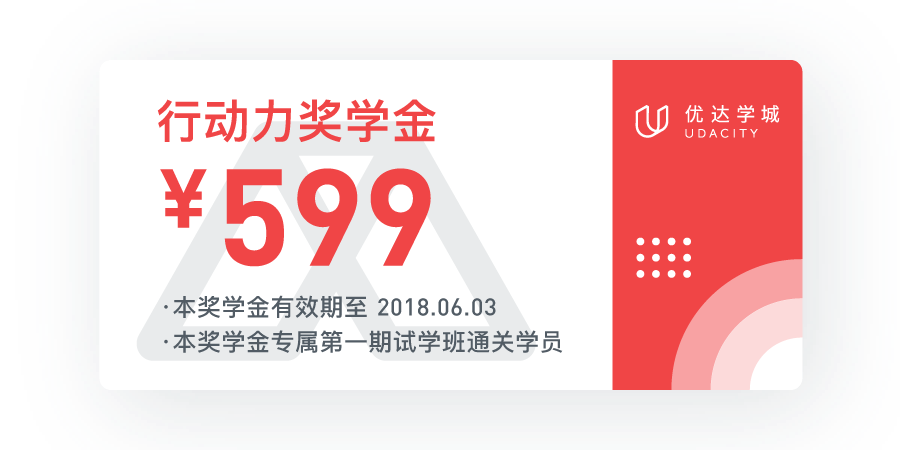 行动力奖学金
¥599
·本奖学金有效期至 2018.06.03
·本奖学金专属第一期试学班通关学员
优达学城
UDACITY